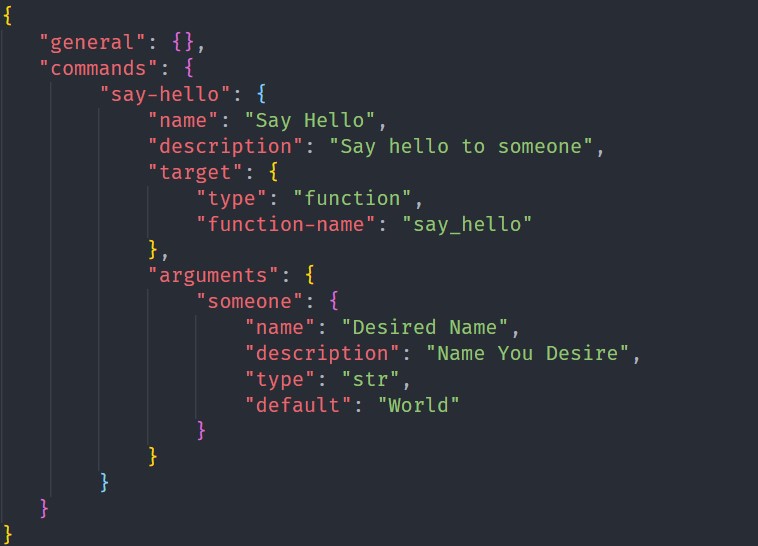 {
    "general": {},
    "commands": {
         "say-hello": {
             "name": "Say Hello",
             "description": "Say hello to someone",
             "target": {
                 "type": "function",
                 "function-name": "say_hello"
             },
             "arguments": {
                 "someone": {
                     "name": "Desired Name",
                     "description": "Name You Desire",
                     "type": "str",
                     "default": "World"
                 }
             }
         }
    }
}